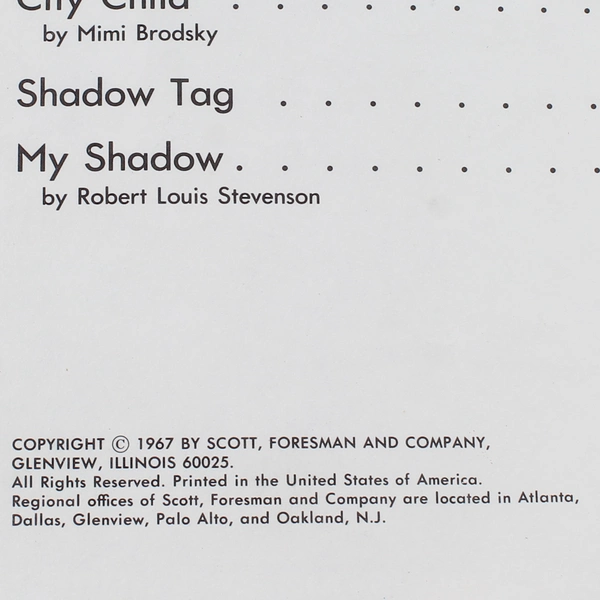 City Child . . . . . . . . .
by Mimi Brodsky
Shadow Tag . . . . . . . .
My Shadow . . . . . . . . .
by Robert Louis Stevenson
COPYRIGHT © 1967 BY SCOTT, FORESMAN AND COMPANY,
GLENVIEW, ILLINOIS 60025.
All Rights Reserved. Printed in the United States of America.
Regional offices of Scott, Foresman and Company are located in Atlanta,
Dallas, Glenview, Palo Alto, and Oakland, N.J.